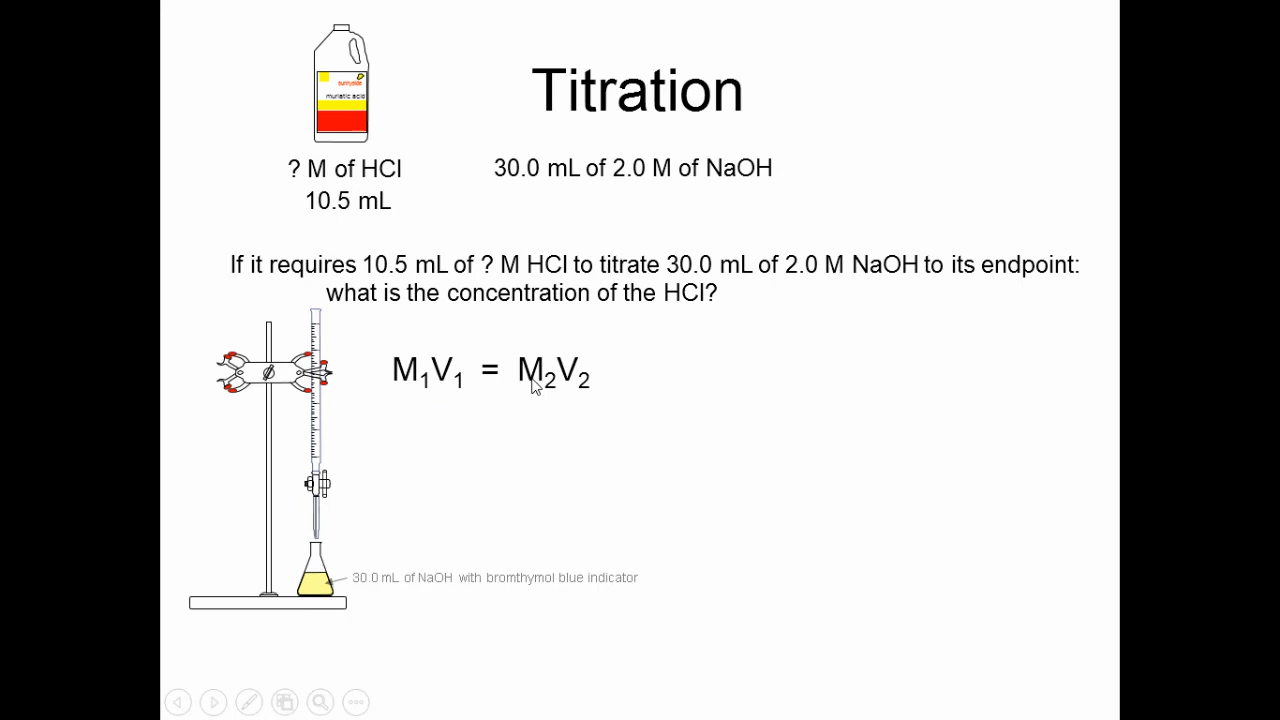 Titration
sunnyside
muriatic acid
? M of HCl
10.5 mL
30.0 mL of 2.0 M of NaOH
If it requires 10.5 mL of ? M HCl to titrate 30.0 mL of 2.0 M NaOH to its endpoint:
what is the concentration of the HCl?
M₁V₁ = M₂V₂
30.0 mL of NaOH with bromthymol blue indicator